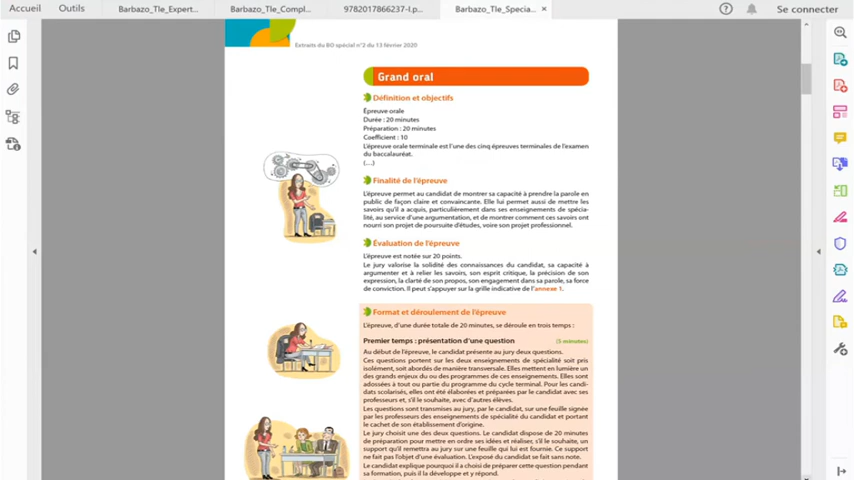 Accueil Outils Barbazo_Tle_Expert... Barbazo_Tle_Compl... 9782017866237-I.p... Barbazo_Tle_Specia... × Se connecter
Extraits du BO spécial n°2 du 13 février 2020
Grand oral
Définition et objectifs
Épreuve orale
Durée : 20 minutes
Préparation : 20 minutes
Coefficient : 10
L'épreuve orale terminale est l'une des cinq épreuves terminales de l'examen
du baccalauréat.
(...)
Finalité de l'épreuve
L'épreuve permet au candidat de montrer sa capacité à prendre la parole en
public de façon claire et convaincante. Elle lui permet aussi de mettre les
savoirs qu'il a acquis, particulièrement dans ses enseignements de spécia-
lité, au service d'une argumentation, et de montrer comment ces savoirs ont
nourri son projet de poursuite d'études, voire son projet professionnel.
Évaluation de l'épreuve
L'épreuve est notée sur 20 points.
Le jury valorise la solidité des connaissances du candidat, sa capacité à
argumenter et à relier les savoirs, son esprit critique, la précision de son
expression, la clarté de son propos, son engagement dans sa parole, sa force
de conviction. Il peut s'appuyer sur la grille indicative de l'annexe 1.
Format et déroulement de l'épreuve
L'épreuve, d'une durée totale de 20 minutes, se déroule en trois temps :
Premier temps : présentation d'une question (5 minutes)
Au début de l'épreuve, le candidat présente au jury deux questions.
Ces questions portent sur les deux enseignements de spécialité soit pris
isolément, soit abordés de manière transversale. Elles mettent en lumière un
des grands enjeux du ou des programmes de ces enseignements. Elles sont
adossées à tout ou partie du programme du cycle terminal. Pour les candi-
dats scolarisés, elles ont été élaborées et préparées par le candidat avec ses
professeurs et, s'il le souhaite, avec d'autres élèves.
Les questions sont transmises au jury, par le candidat, sur une feuille signée
par les professeurs des enseignements de spécialité du candidat et portant
le cachet de son établissement d'origine.
Le jury choisit une des deux questions. Le candidat dispose de 20 minutes
de préparation pour mettre en ordre ses idées et réaliser, s'il le souhaite, un
support qu'il remettra au jury sur une feuille qui lui est fournie. Ce support
ne fait pas l'objet d'une évaluation. L'exposé du candidat se fait sans note.
Le candidat explique pourquoi il a choisi de préparer cette question pendant
sa formation, puis il la développe et y répond.